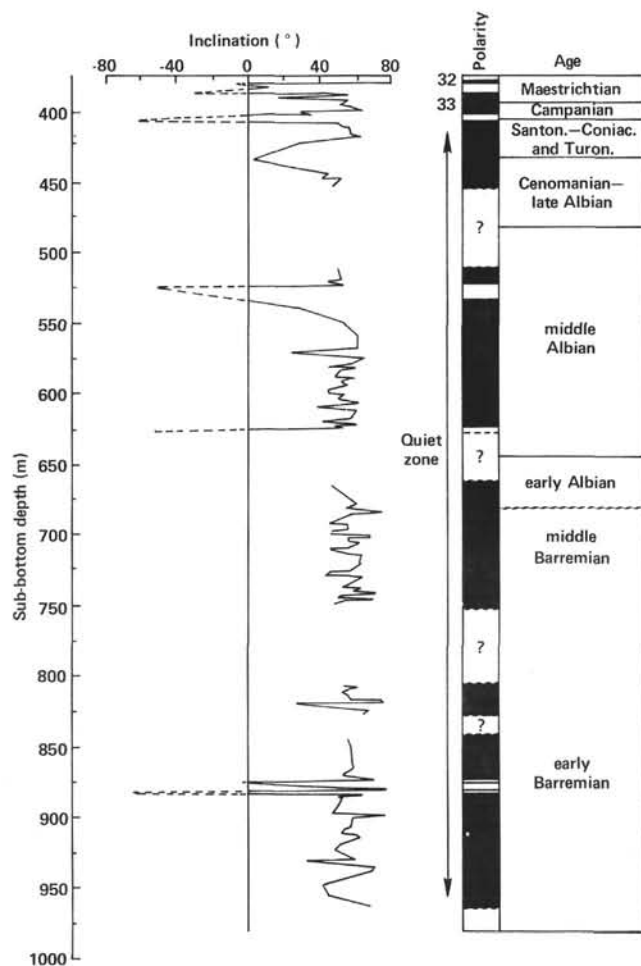 Inclination (°)
-80 -40 0 40 80
Polarity
Age
32
33
Maestrichtian
Campanian
Santon.—Coniac.
and Turon.
Cenomanian—
late Albian
middle
Albian
early Albian
middle
Barremian
early
Barremian
?
?
?
?
Quiet
zone
Sub-bottom depth (m)
400
450
500
550
600
650
700
750
800
850
900
950
1000